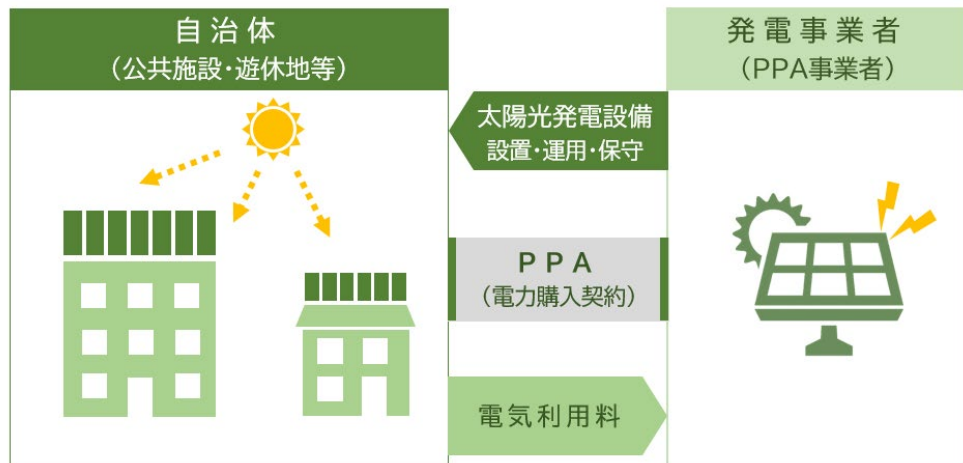 自治体
(公共施設・遊休地等)
発電事業者
(PPA事業者)
太陽光発電設備
設置・運用・保守
PPA
(電力購入契約)
電気利用料